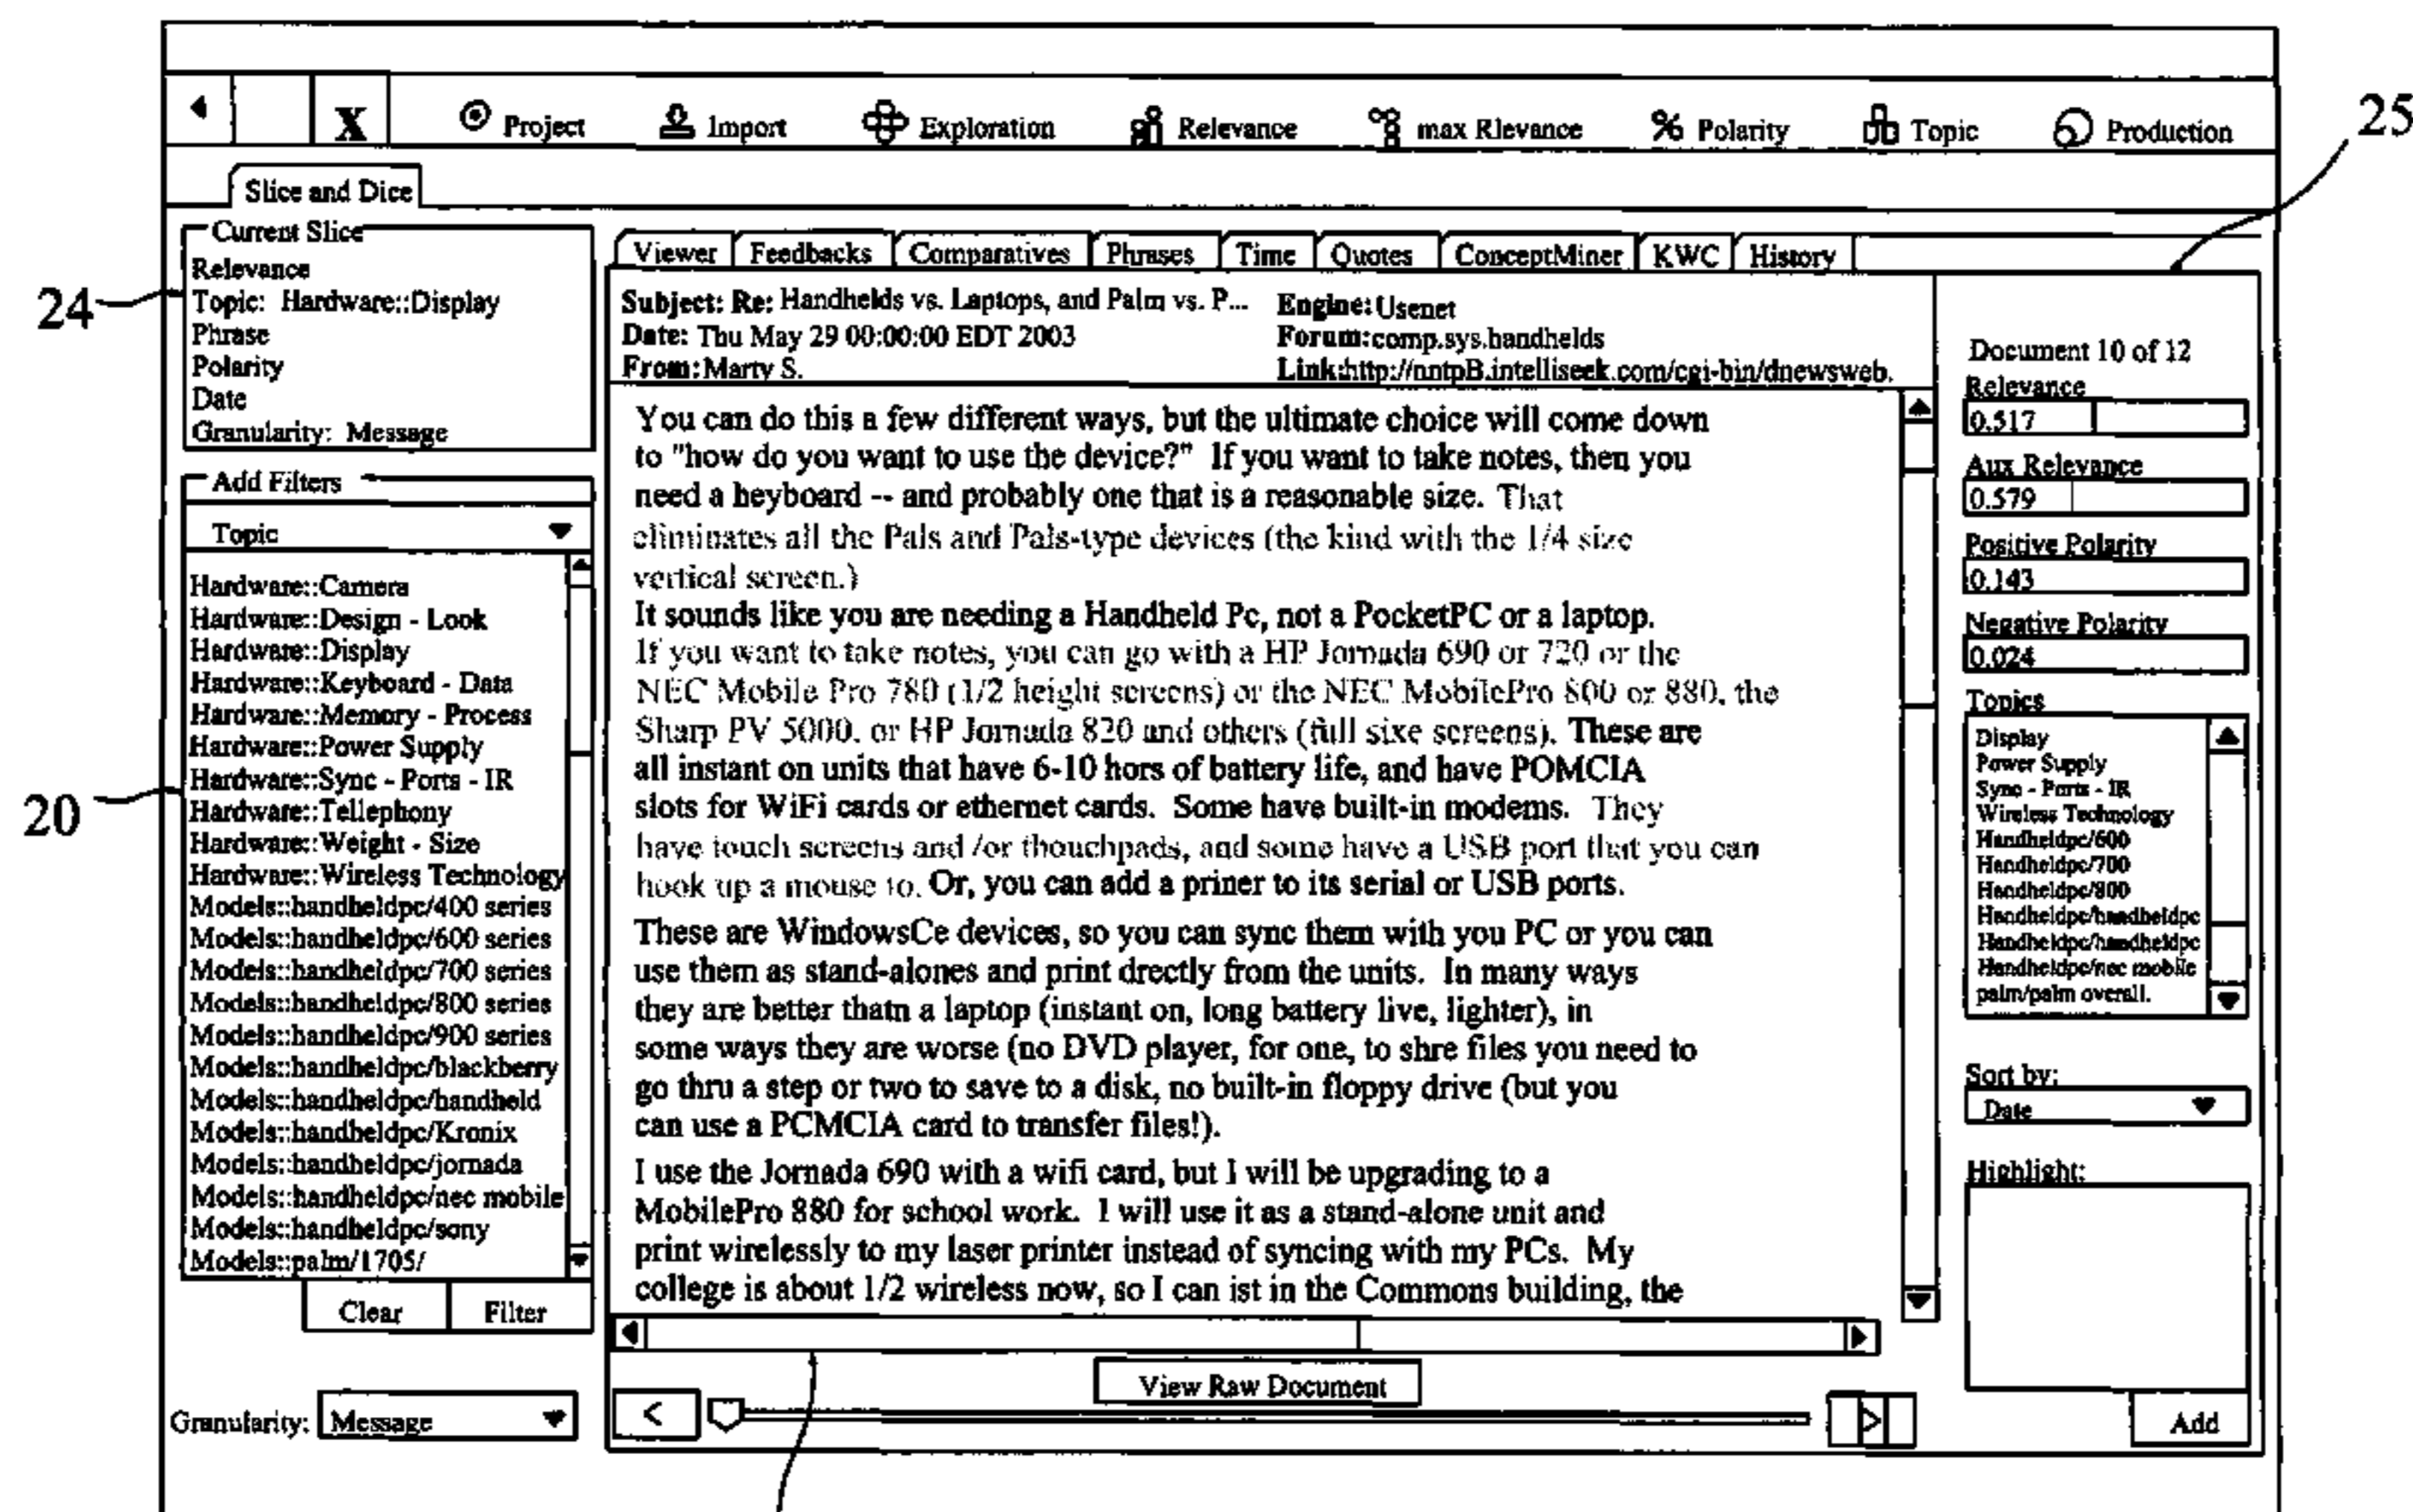 X Project Import Exploration Relevance max Rlevance % Polarity Topic Production
25
Slice and Dice
Current Slice
Relevance
Topic: Hardware::Display
Phrase
Polarity
Date
Granularity: Message
24
Add Filters
Topic
Hardware::Camera
Hardware::Design - Look
Hardware::Display
Hardware::Keyboard - Data
Hardware::Memory - Process
Hardware::Power Supply
Hardware::Sync - Ports - IR
Hardware::Tellephony
Hardware::Weight - Size
Hardware::Wireless Technology
Models::handheldpc/400 series
Models::handheldpc/600 series
Models::handheldpc/700 series
Models::handheldpc/800 series
Models::handheldpc/900 series
Models::handheldpc/blackberry
Models::handheldpc/handheld
Models::handheldpc/Kronix
Models::handheldpc/jornada
Models::handheldpc/nec mobile
Models::handheldpc/sony
Models::palm/1705/
20
Clear Filter
Granularity: Message
Viewer Feedbacks Comparatives Phrases Time Quotes ConceptMiner KWC History
Subject: Re: Handhelds vs. Laptops, and Palm vs. P... Engine: Usenet
Date: Thu May 29 00:00:00 EDT 2003 Forum:comp.sys.handhelds
From: Marty S. Link:http://nntpB.intelliseek.com/cgi-bin/dnewsweb.
You can do this a few different ways, but the ultimate choice will come down
to "how do you want to use the device?" If you want to take notes, then you
need a heyboard -- and probably one that is a reasonable size. That
eliminates all the Pals and Pals-type devices (the kind with the 1/4 size
vertical screen.)
It sounds like you are needing a Handheld Pc, not a PocketPC or a laptop.
If you want to take notes, you can go with a HP Jornada 690 or 720 or the
NEC Mobile Pro 780 (1/2 height screens) or the NEC MobilePro 800 or 880, the
Sharp PV 5000, or HP Jornada 820 and others (full sixe screens). These are
all instant on units that have 6-10 hors of battery life, and have POMCIA
slots for WiFi cards or ethernet cards. Some have built-in modems. They
have touch screens and /or thouchpads, and some have a USB port that you can
hook up a mouse to. Or, you can add a priner to its serial or USB ports.
These are WindowsCe devices, so you can sync them with you PC or you can
use them as stand-alones and print drectly from the units. In many ways
they are better thatn a laptop (instant on, long battery live, lighter), in
some ways they are worse (no DVD player, for one, to shre files you need to
go thru a step or two to save to a disk, no built-in floppy drive (but you
can use a PCMCIA card to transfer files!).
I use the Jornada 690 with a wifi card, but I will be upgrading to a
MobilePro 880 for school work. I will use it as a stand-alone unit and
print wirelessly to my laser printer instead of syncing with my PCs. My
college is about 1/2 wireless now, so I can ist in the Commons building, the
View Raw Document
< >
Document 10 of 12
Relevance
0.517
Aux Relevance
0.579
Positive Polarity
0.143
Negative Polarity
0.024
Topics
Display
Power Supply
Sync - Ports - IR
Wireless Technology
Handheldpc/600
Handheldpc/700
Handheldpc/800
Handheldpc/handheldpc
Handheldpc/handheldpc
Handheldpc/nec mobile
palm/palm overall.
Sort by:
Date
Highlight:
Add